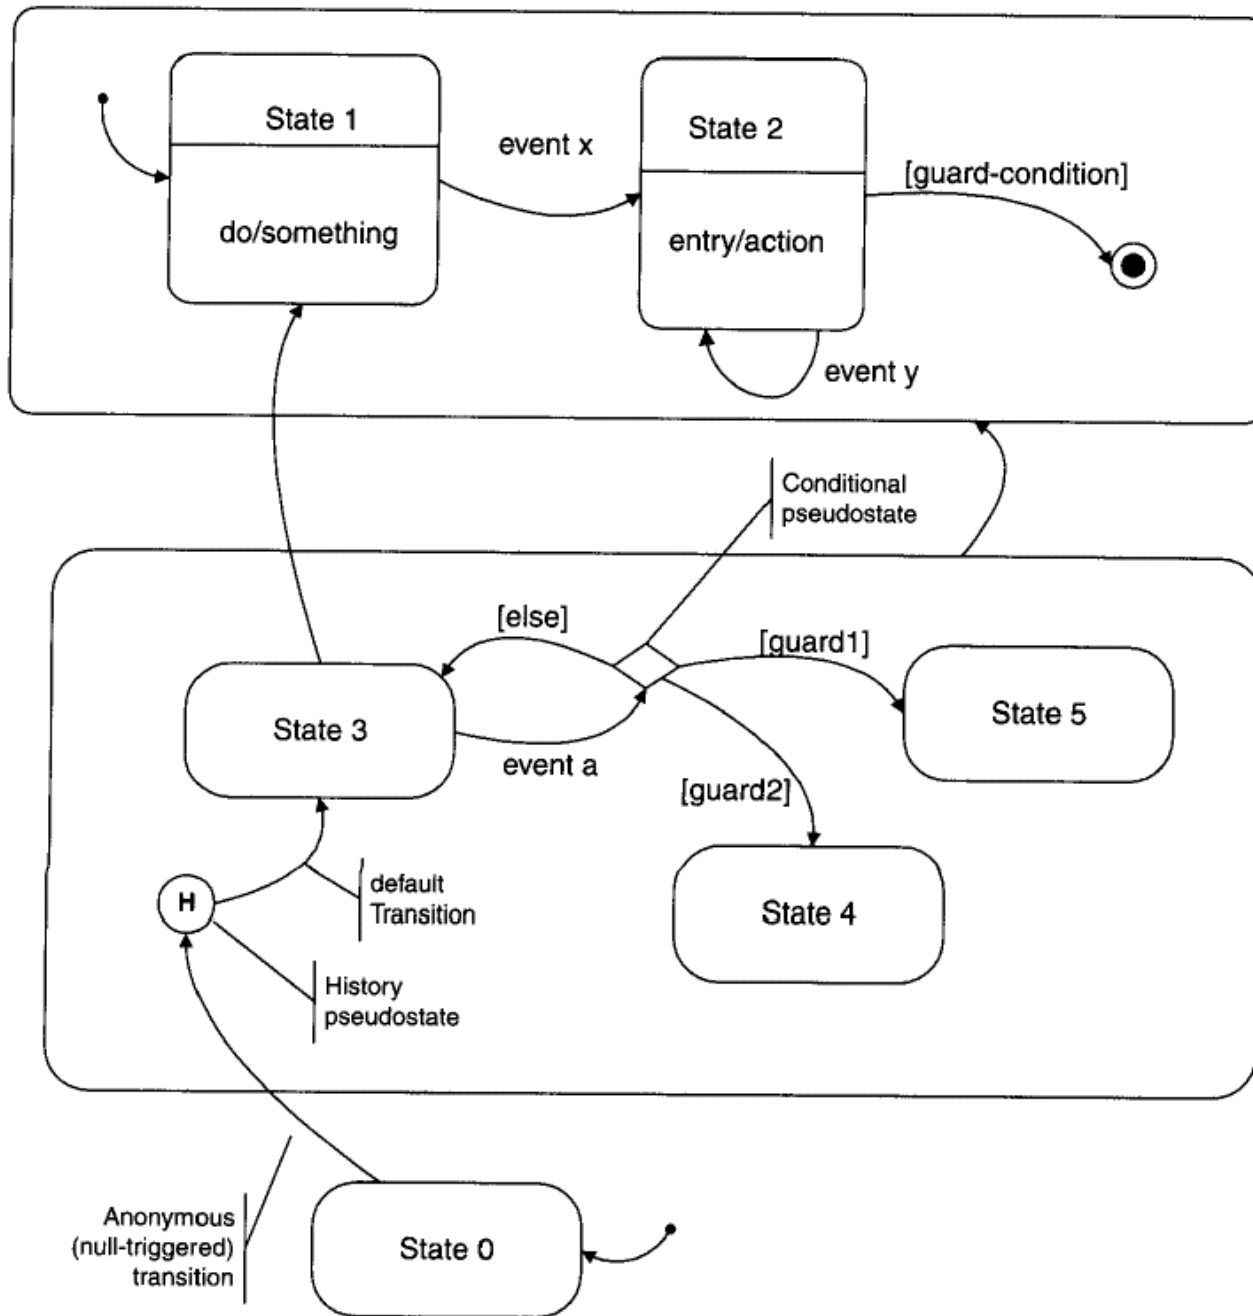 State 1
do/something
event x
State 2
entry/action
[guard-condition]
event y
Conditional
pseudostate
[else]
[guard1]
State 3
event a
State 5
[guard2]
H
default
Transition
State 4
History
pseudostate
Anonymous
(null-triggered)
transition
State 0